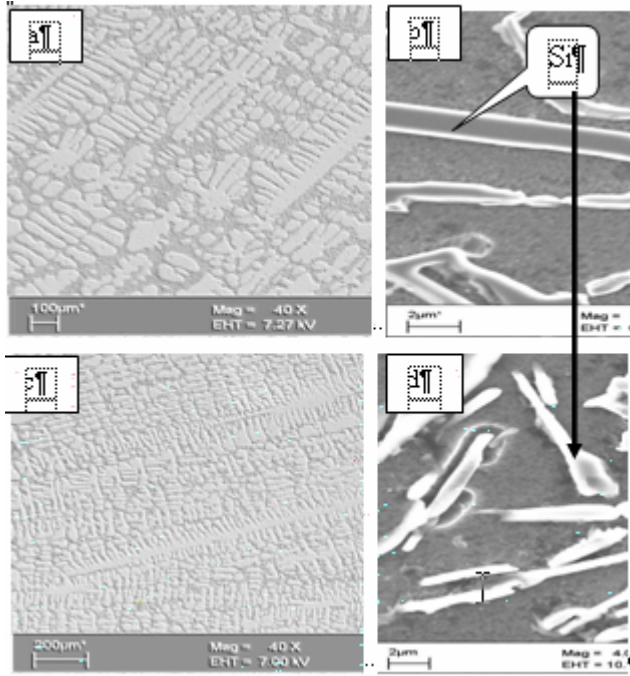 a¶
b¶
Si¶
100µm*
Mag = 40 X
EHT = 7.27 kV
2µm*
Mag =
EHT =
c¶
d¶
200µm*
Mag = 40 X
EHT = 7.90 kV
2µm
Mag = 4.0
EHT = 10.